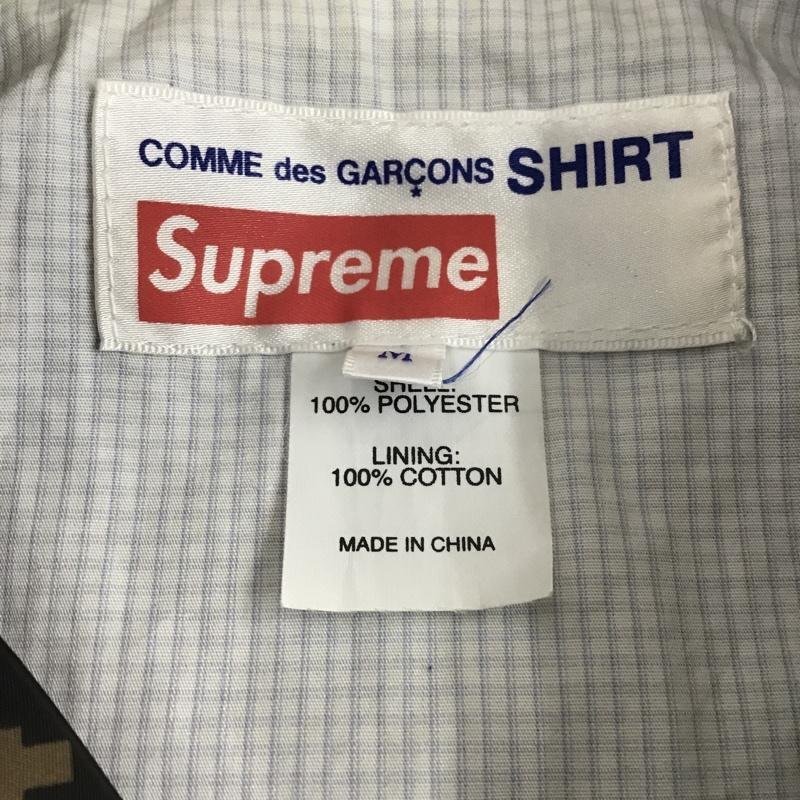 COMME des GARÇONS SHIRT
Supreme
M
SHELL:
100% POLYESTER
LINING:
100% COTTON
MADE IN CHINA